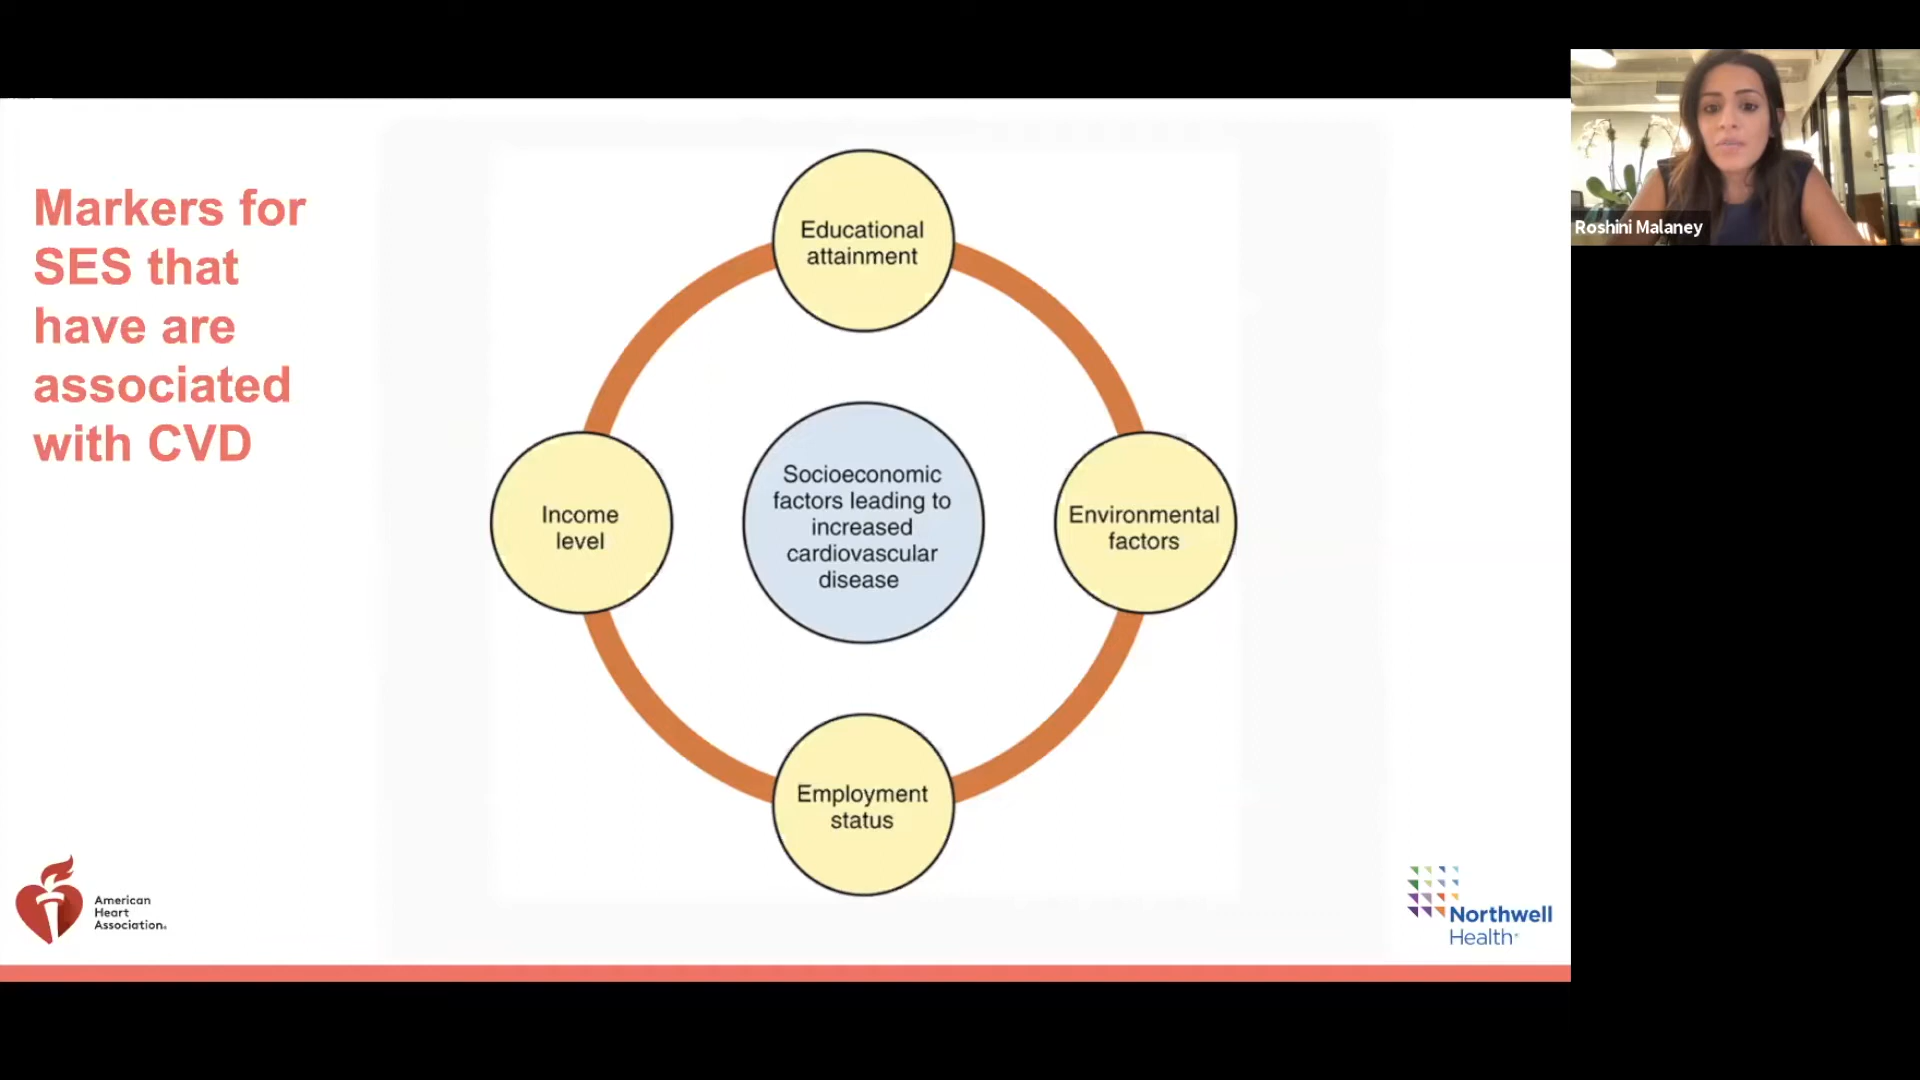 Markers for
SES that
have are
associated
with CVD
Educational
attainment
Income
level
Socioeconomic
factors leading to
increased
cardiovascular
disease
Environmental
factors
Employment
status
American
Heart
Association.
Northwell
Health
Roshini Malaney